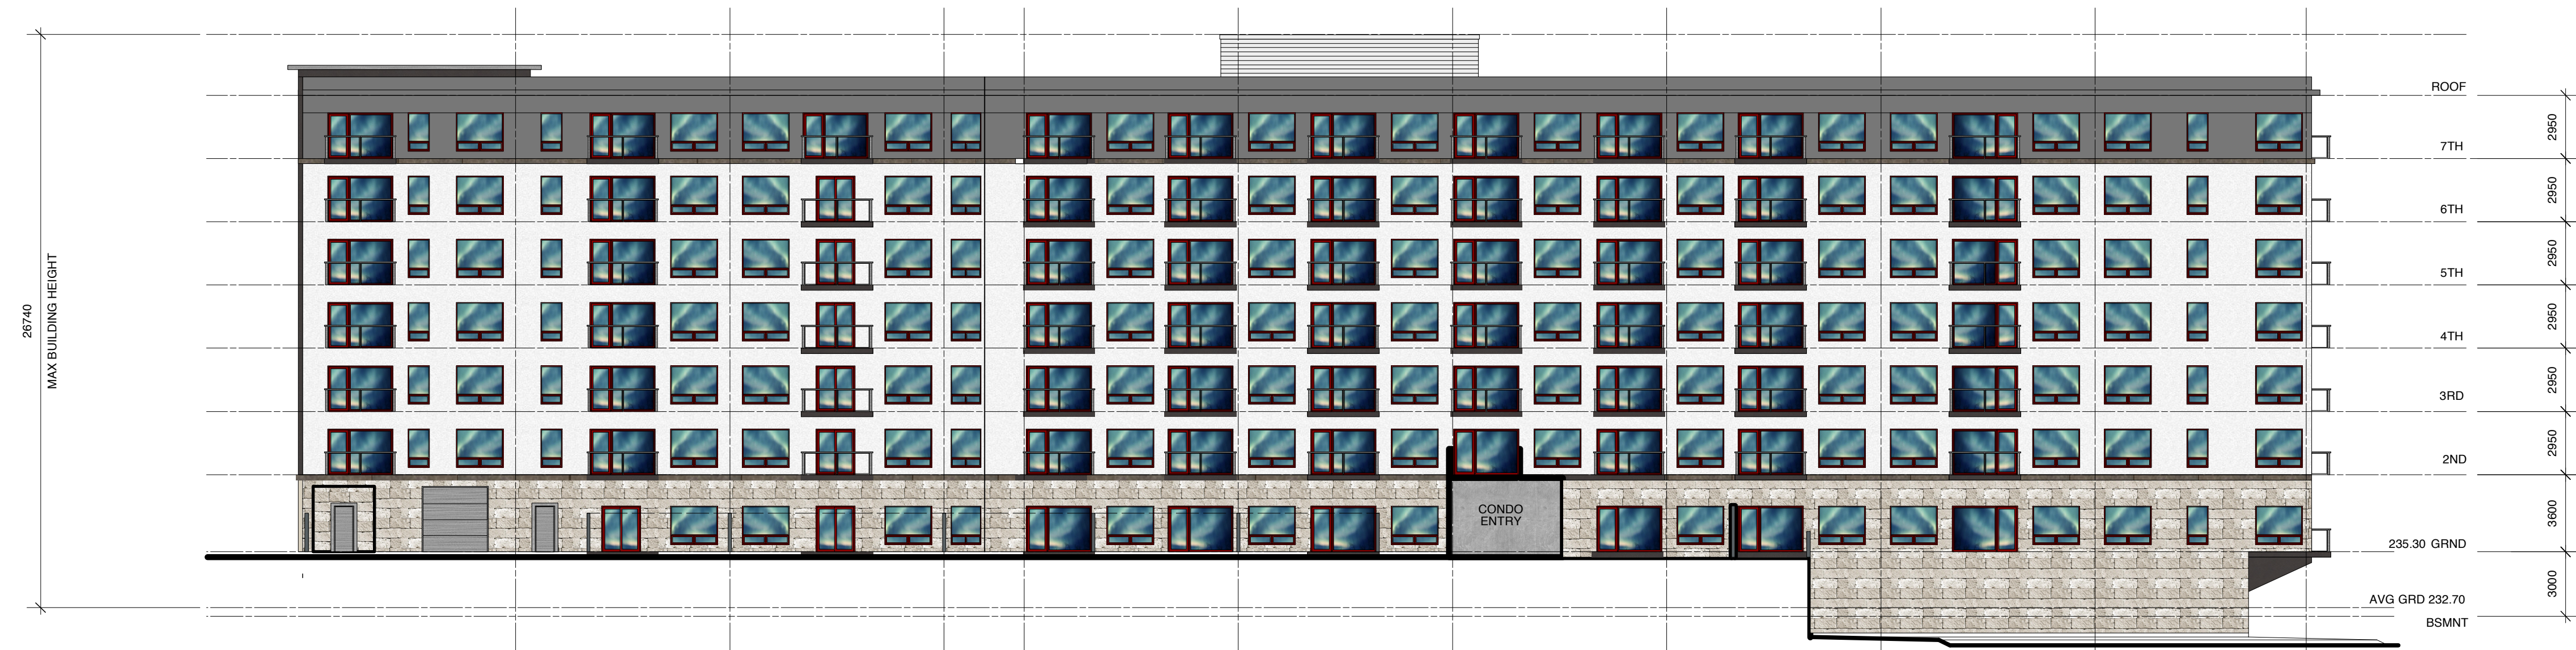 26740
MAX BUILDING HEIGHT
ROOF
2950
7TH
2950
6TH
2950
5TH
2950
4TH
2950
3RD
2950
2ND
CONDO
ENTRY
3600
235.30 GRND
3000
AVG GRD 232.70
BSMNT